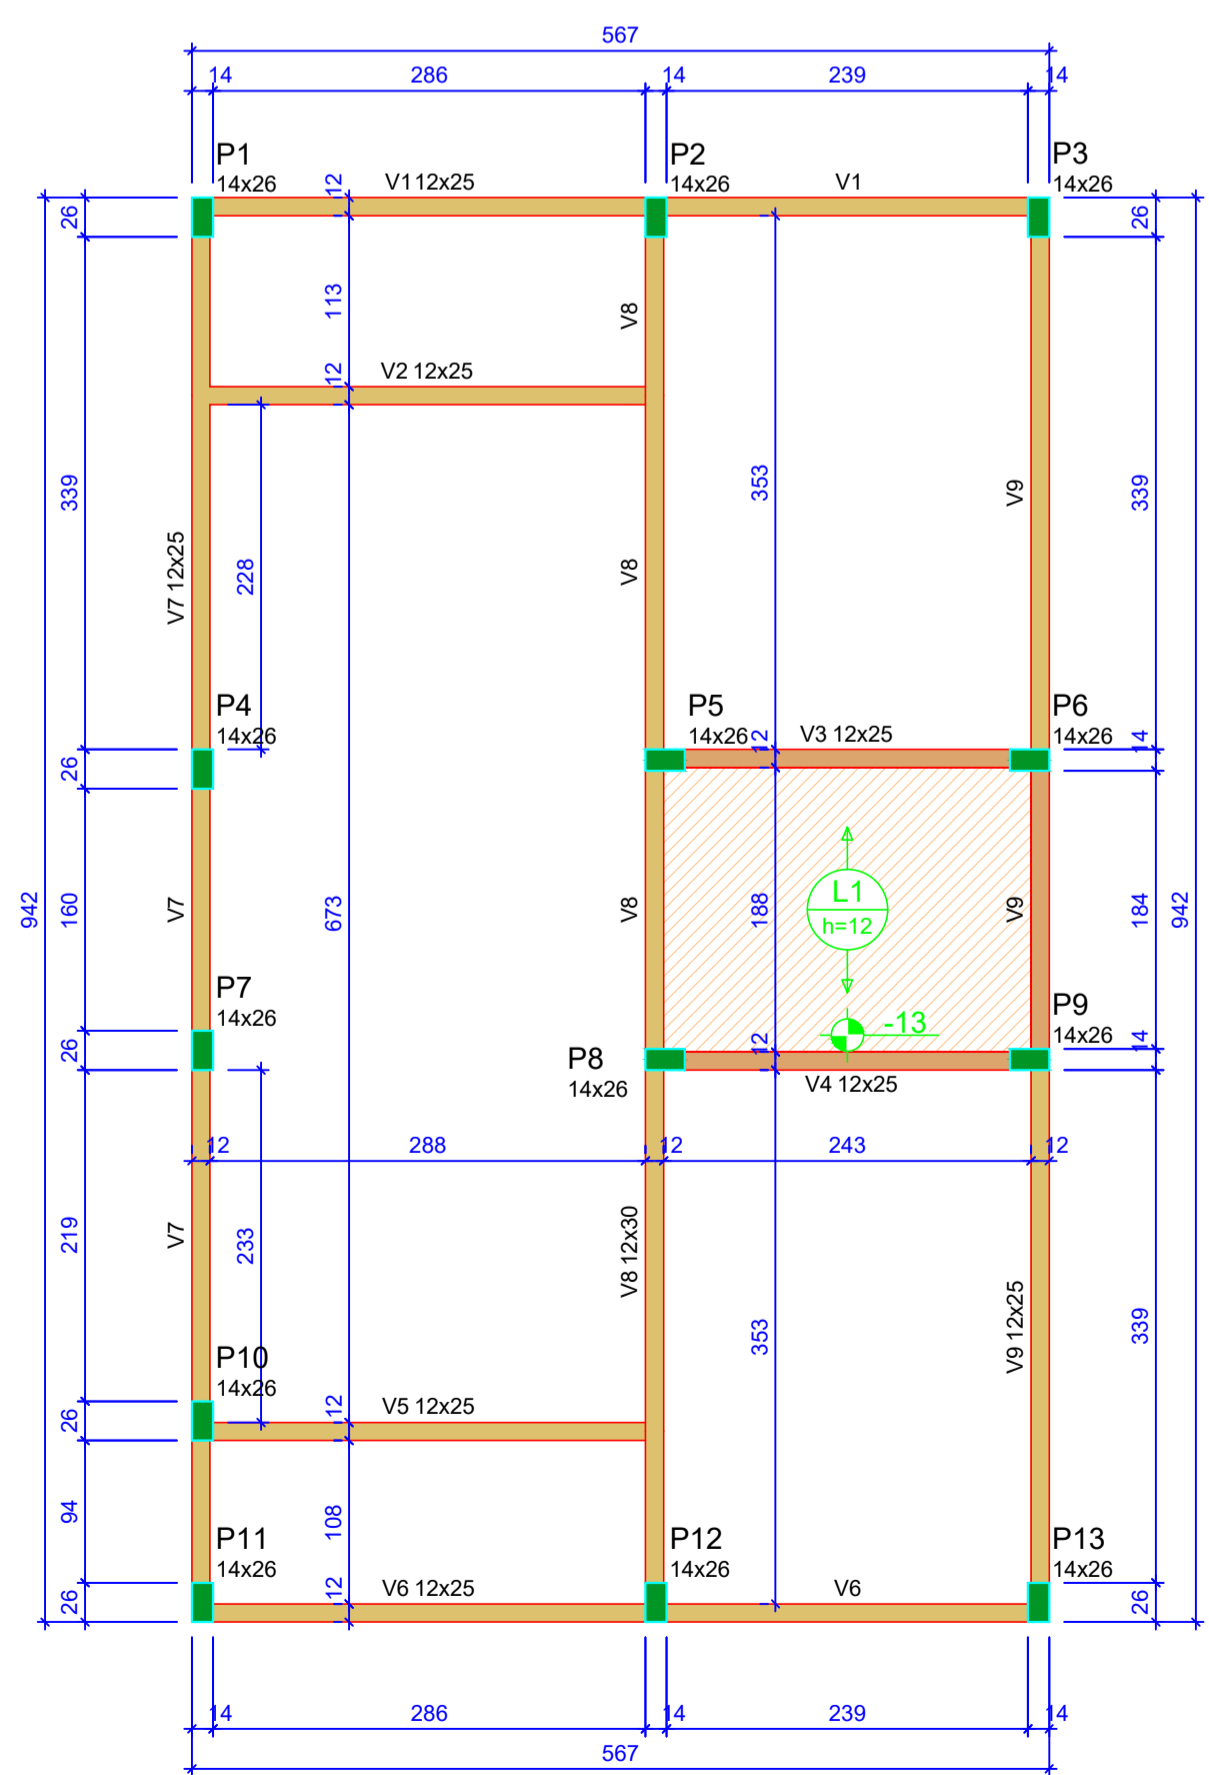 567
14 286 14 239 14
P1 P2 P3
14x26 12 V1 12x25 14x26 V1 14x26
26 26
113 V8
12 V2 12x25
339 353 V9 339
V7 12x25 228 V8
P4 P5 P6
14x26 14x26 12 V3 12x25 14x26 14
26
942 160 V7 673 V8 188 L1 V9 184 942
h=12
P7 P9
14x26 -13 14x26
26 P8 12 14
14x26 V4 12x25
12 288 12 243 12
219 V7 233 V8 12x30
353 V9 12x25 339
P10
14x26
26 12 V5 12x25
94 108
P11 P12 P13
14x26 14x26 14x26
26 12 V6 12x25 V6 26
14 286 14 239 14
567